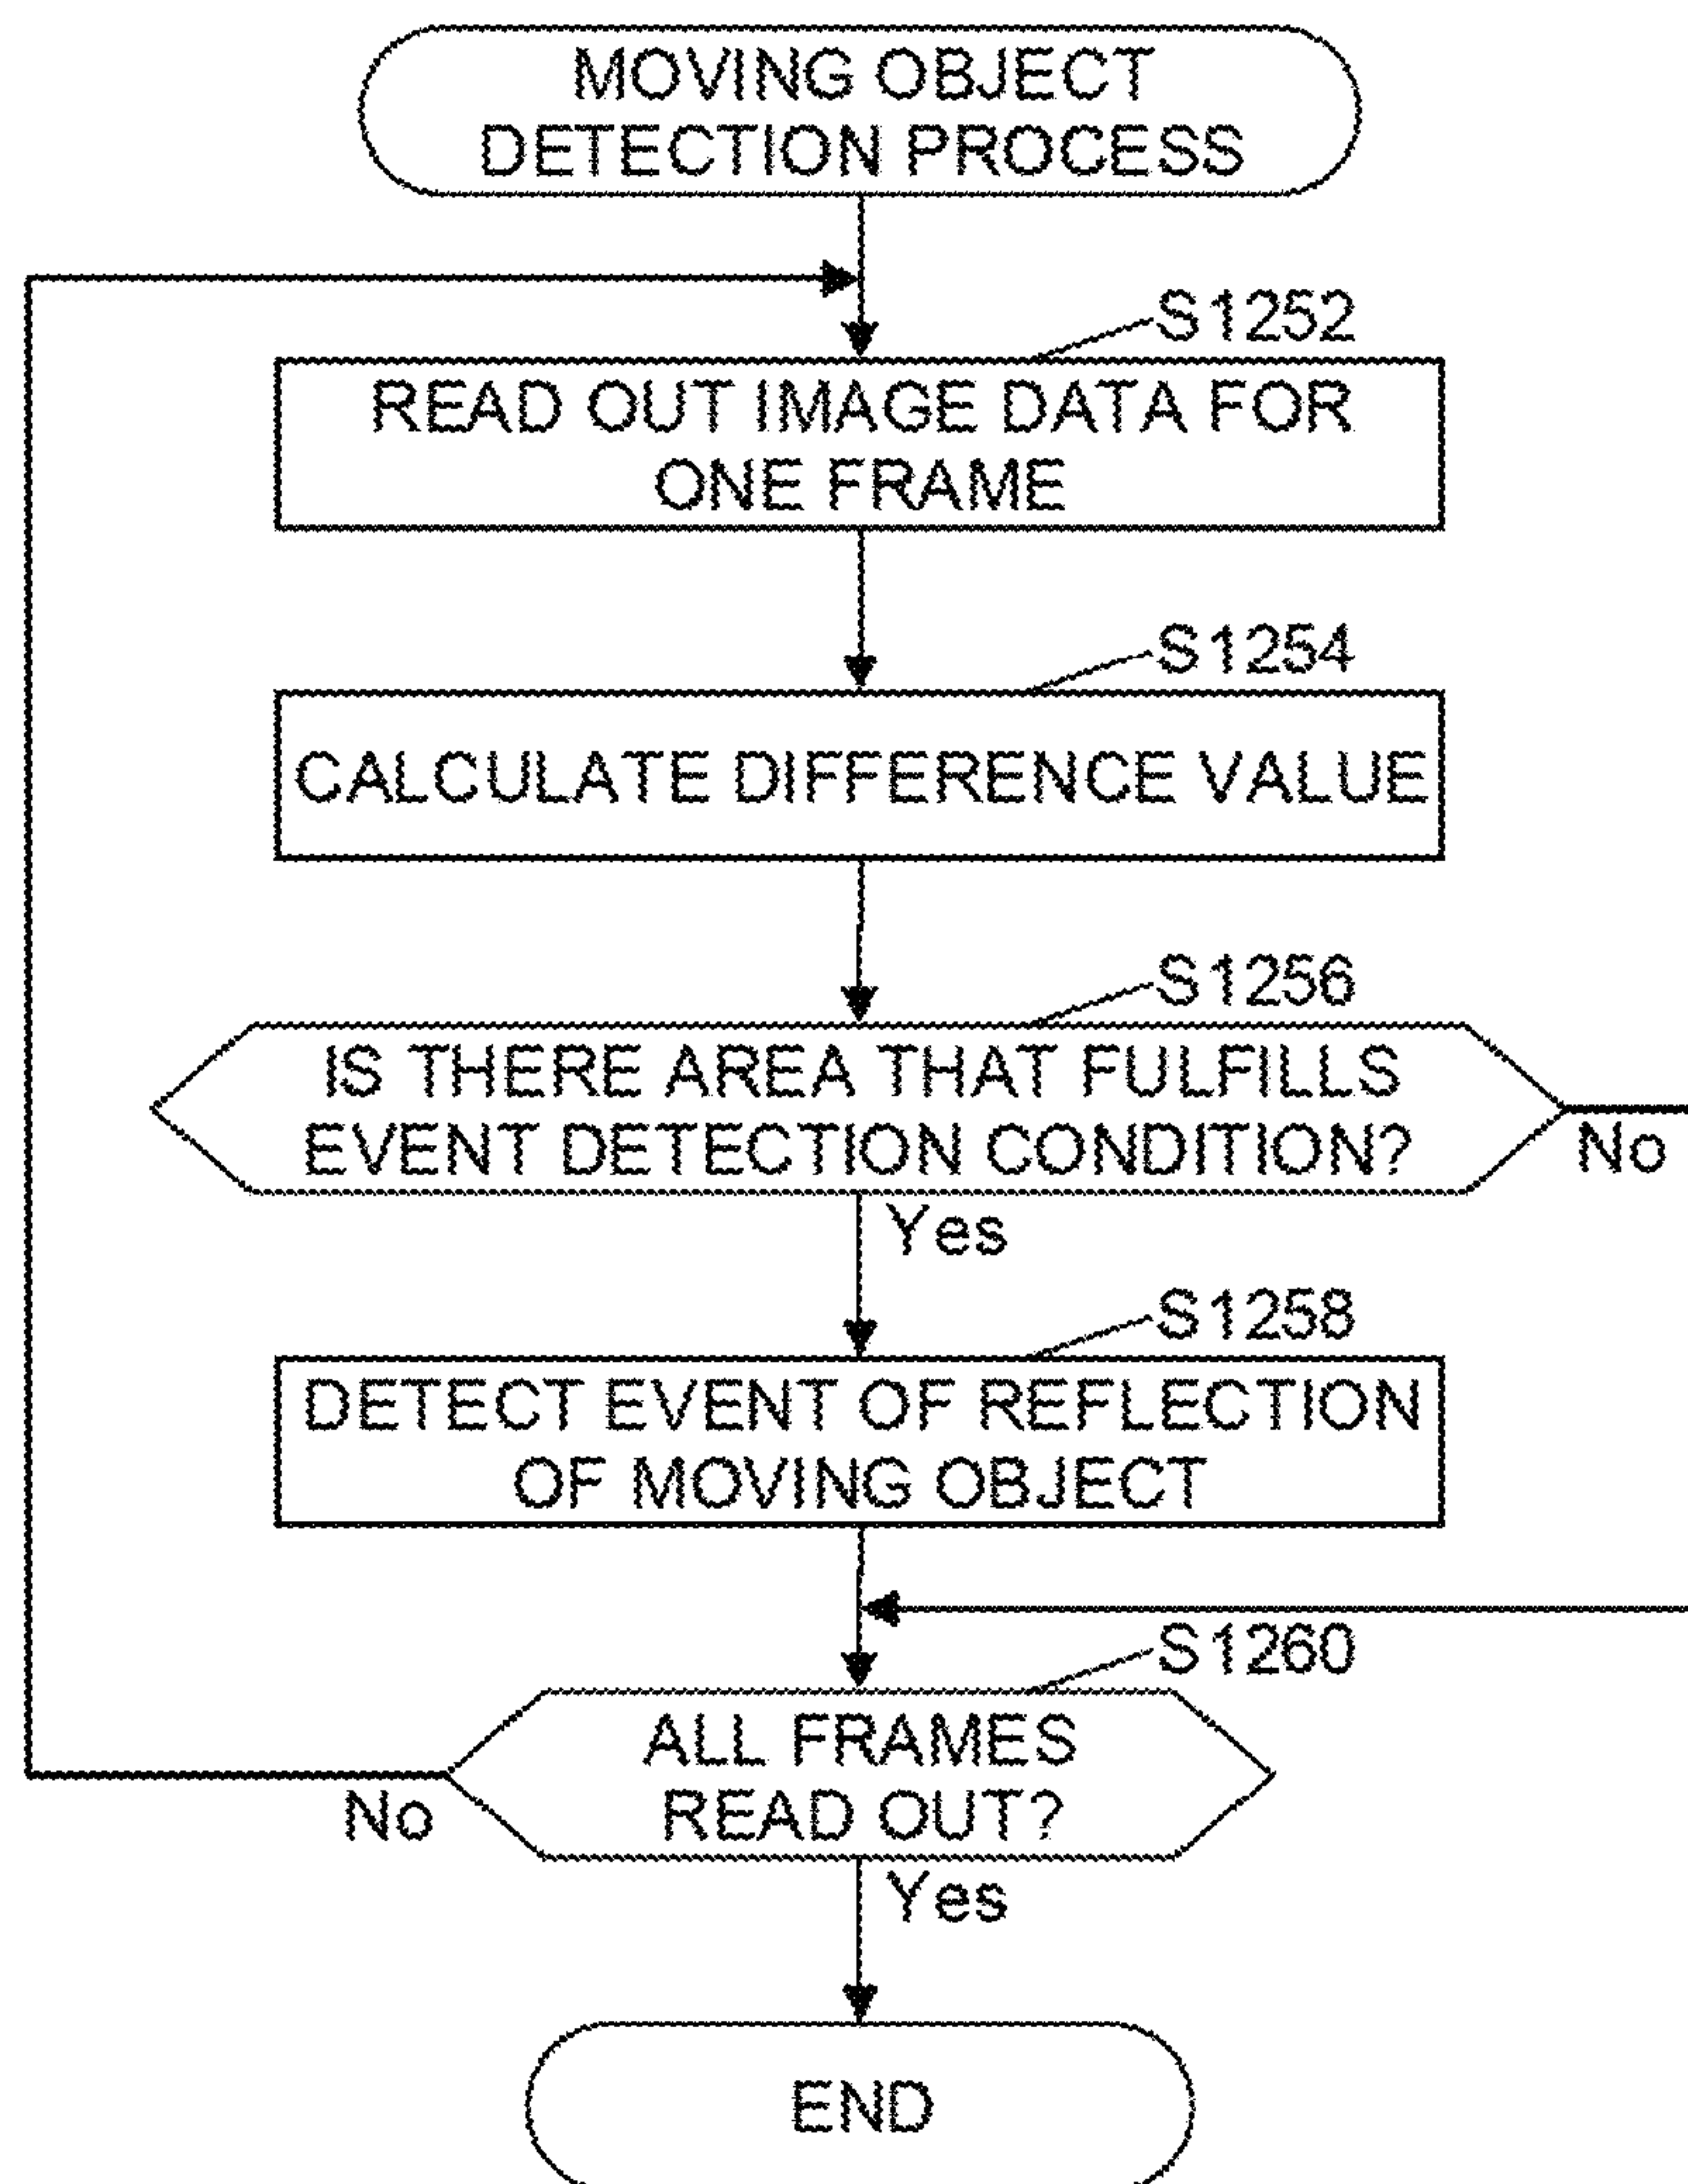 MOVING OBJECT
DETECTION PROCESS
S1252
READ OUT IMAGE DATA FOR
ONE FRAME
S1254
CALCULATE DIFFERENCE VALUE
S1256
IS THERE AREA THAT FULFILLS
EVENT DETECTION CONDITION?
No
Yes
S1258
DETECT EVENT OF REFLECTION
OF MOVING OBJECT
S1260
ALL FRAMES
READ OUT?
No
Yes
END